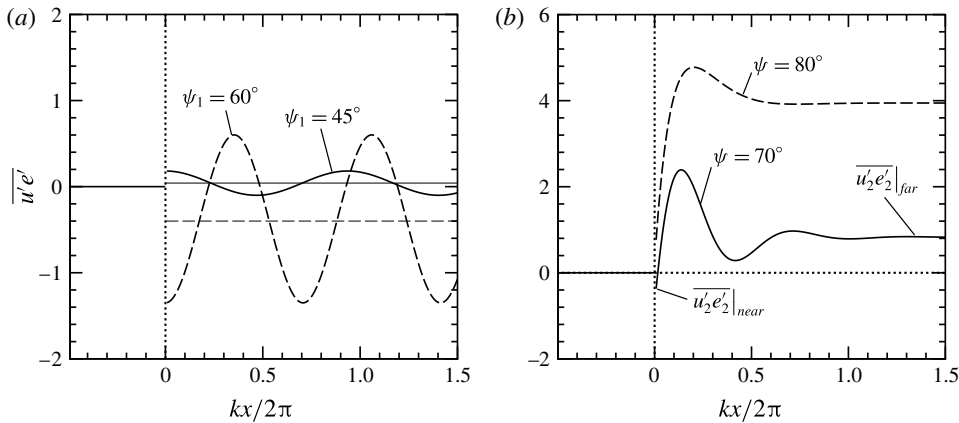 (a)
2
1
0
−1
−2
u′e′
ψ₁ = 60°
ψ₁ = 45°
0
0.5
1.0
1.5
kx/2π
(b)
6
4
2
0
−2
ψ = 80°
ψ = 70°
u′₂e′₂|far
u′₂e′₂|near
0
0.5
1.0
1.5
kx/2π